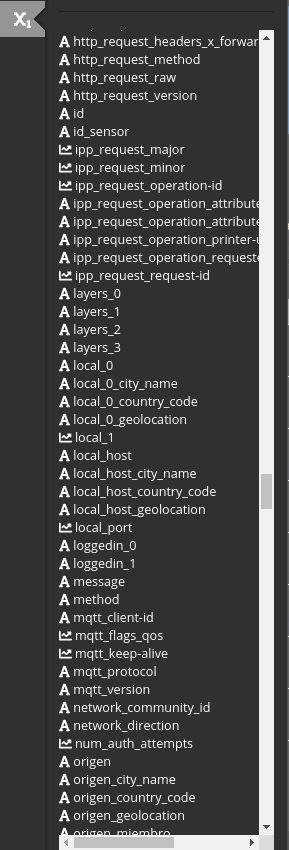 X₁
http_request_headers_x_forwar
http_request_method
http_request_raw
http_request_version
id
id_sensor
ipp_request_major
ipp_request_minor
ipp_request_operation-id
ipp_request_operation_attribute
ipp_request_operation_attribute
ipp_request_operation_printer-u
ipp_request_operation_requeste
ipp_request_request-id
layers_0
layers_1
layers_2
layers_3
local_0
local_0_city_name
local_0_country_code
local_0_geolocation
local_1
local_host
local_host_city_name
local_host_country_code
local_host_geolocation
local_port
loggedin_0
loggedin_1
message
method
mqtt_client-id
mqtt_flags_qos
mqtt_keep-alive
mqtt_protocol
mqtt_version
network_community_id
network_direction
num_auth_attempts
origen
origen_city_name
origen_country_code
origen_geolocation
origen_miembro